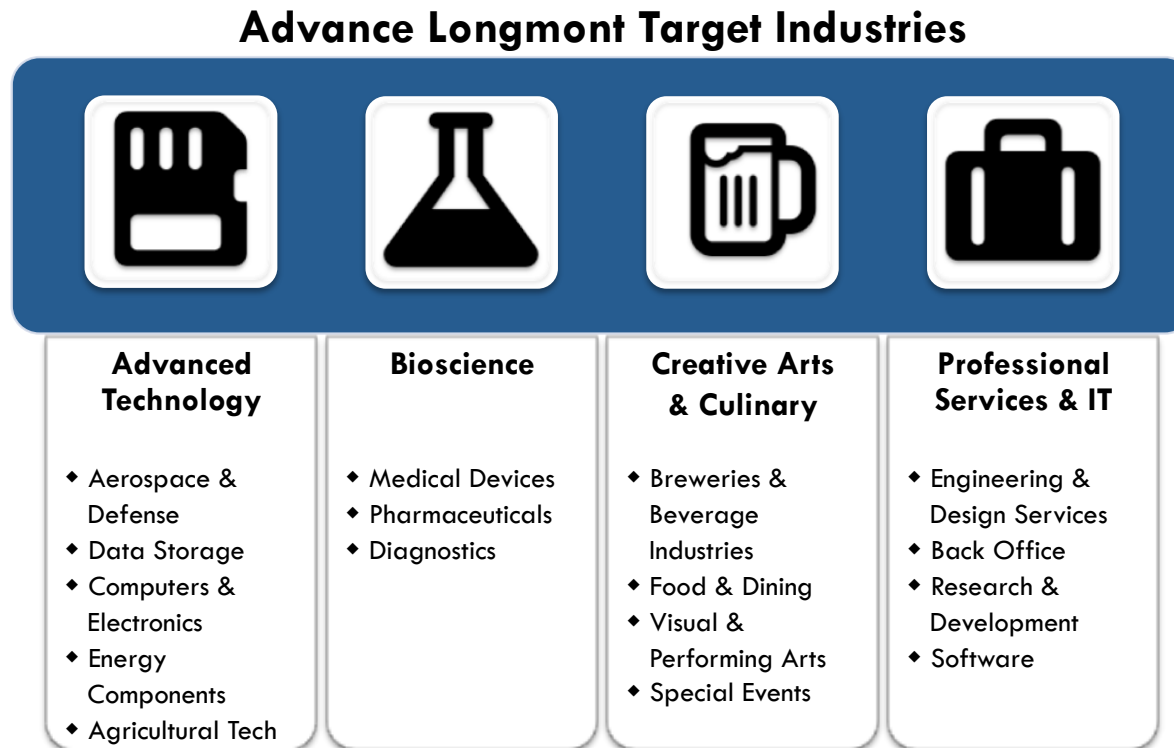 Advance Longmont Target Industries
Advanced
Technology
◆ Aerospace &
Defense
◆ Data Storage
◆ Computers &
Electronics
◆ Energy
Components
◆ Agricultural Tech
Bioscience
◆ Medical Devices
◆ Pharmaceuticals
◆ Diagnostics
Creative Arts
& Culinary
◆ Breweries &
Beverage
Industries
◆ Food & Dining
◆ Visual &
Performing Arts
◆ Special Events
Professional
Services & IT
◆ Engineering &
Design Services
◆ Back Office
◆ Research &
Development
◆ Software